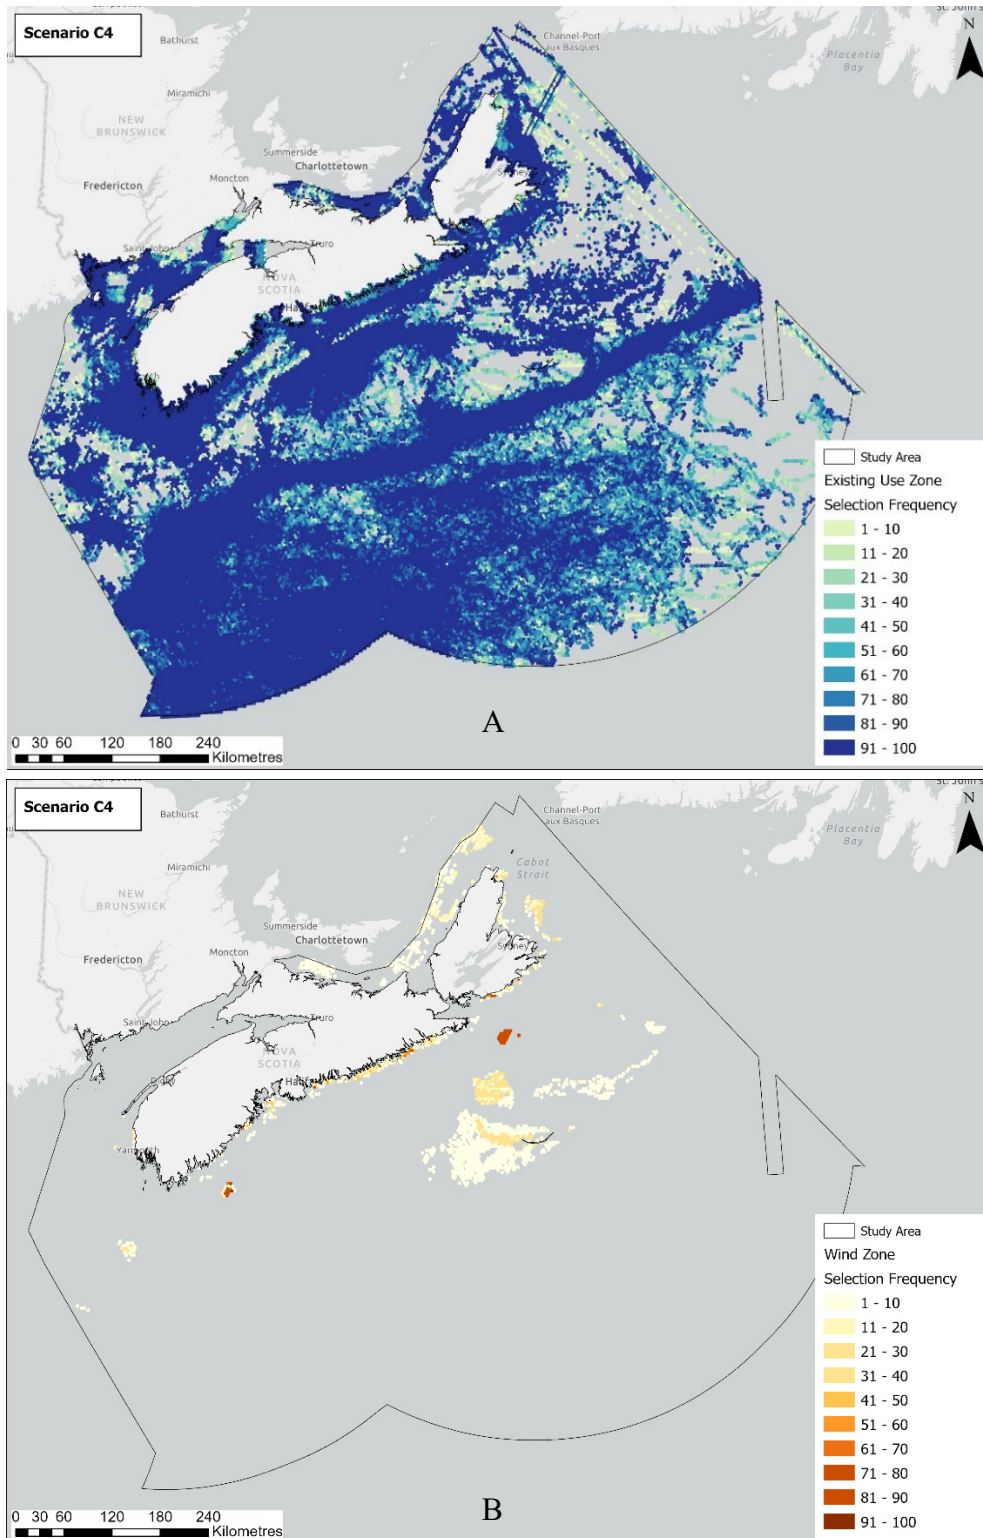 Scenario C4
St. John's
N
Bathurst
Channel-Port
aux Basques
Placentia
Bay
Miramichi
NEW
BRUNSWICK
Summerside
Charlottetown
Moncton
Fredericton
Sydney
Saint John
Truro
NOVA
SCOTIA
Study Area
Existing Use Zone
Selection Frequency
1 - 10
11 - 20
21 - 30
31 - 40
41 - 50
51 - 60
61 - 70
71 - 80
81 - 90
91 - 100
A
0 30 60 120 180 240
Kilometres
Scenario C4
N
Bathurst
Channel-Port
aux Basques
Placentia
Bay
Miramichi
Cabot
Strait
NEW
BRUNSWICK
Summerside
Charlottetown
Moncton
Fredericton
Sydney
Saint John
Truro
NOVA
SCOTIA
Study Area
Wind Zone
Selection Frequency
1 - 10
11 - 20
21 - 30
31 - 40
41 - 50
51 - 60
61 - 70
71 - 80
81 - 90
91 - 100
B
0 30 60 120 180 240
Kilometres